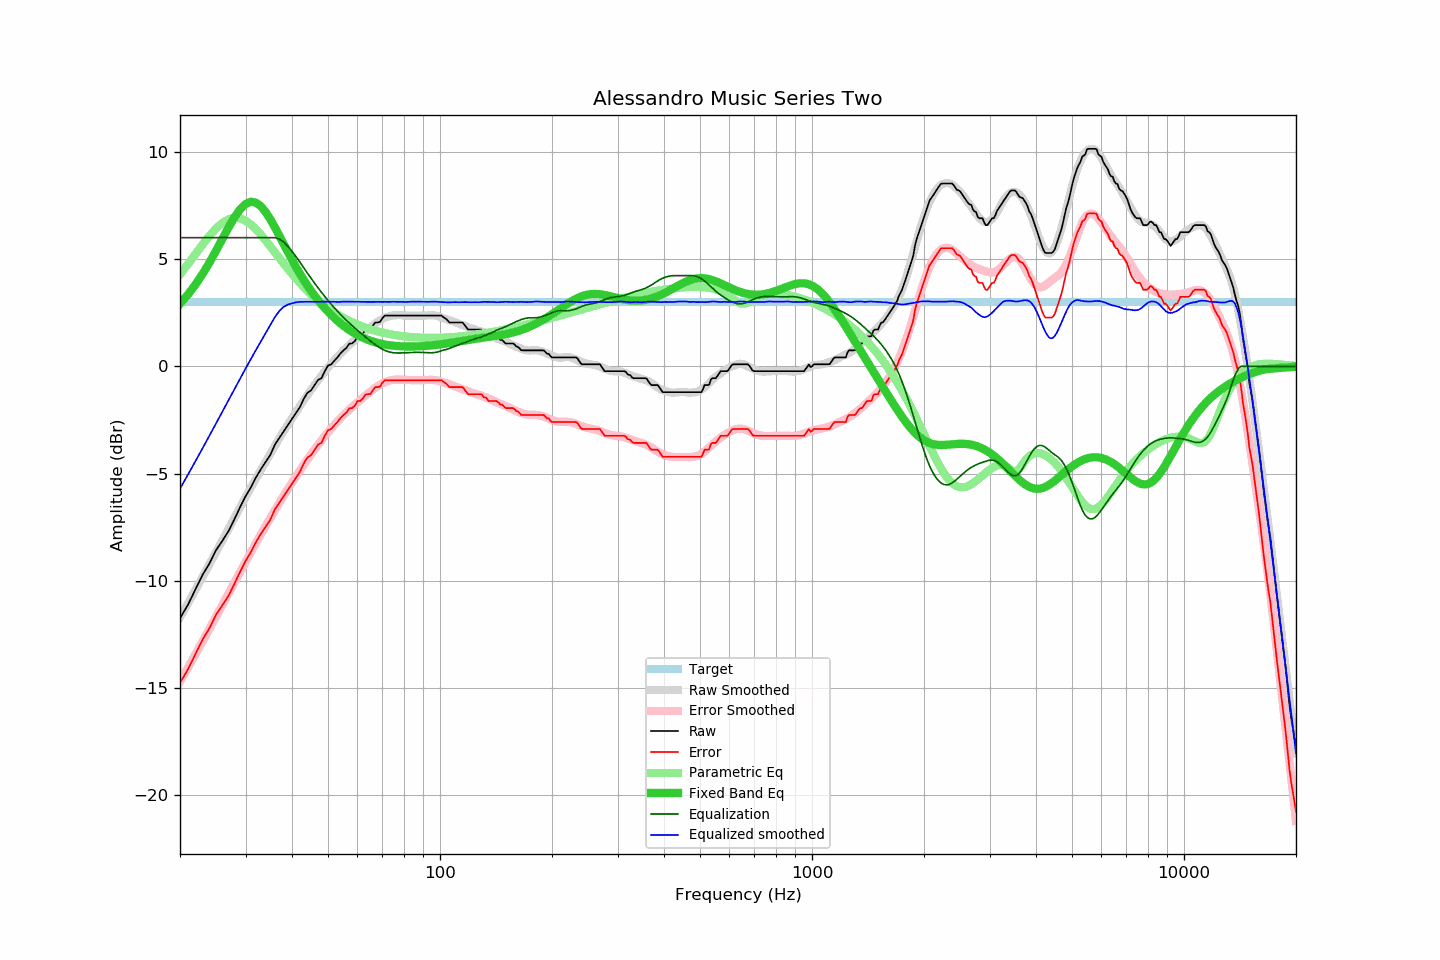 Alessandro Music Series Two
Amplitude (dBr)
10
5
0
−5
−10
−15
−20
Target
Raw Smoothed
Error Smoothed
Raw
Error
Parametric Eq
Fixed Band Eq
Equalization
Equalized smoothed
100
1000
10000
Frequency (Hz)